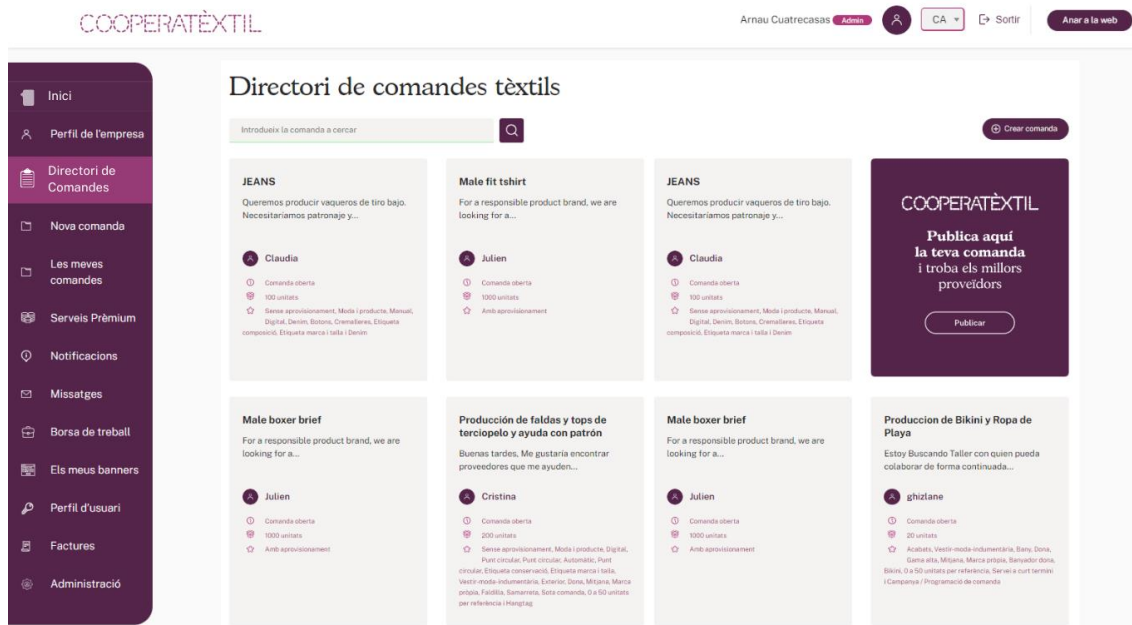 COOPERATÈXTIL
Arnau Cuatrecasas Admin
CA
Sortir
Anar a la web
Inici
Perfil de l'empresa
Directori de
Comandes
Nova comanda
Les meves
comandes
Serveis Prèmium
Notificacions
Missatges
Borsa de treball
Els meus banners
Perfil d'usuari
Factures
Administració
Directori de comandes tèxtils
Introdueix la comanda a cercar
Crear comanda
JEANS
Queremos producir vaqueros de tiro bajo.
Necesitaríamos patronaje y...
Claudia
Comanda oberta
100 unitats
Sense aprovisionament, Moda i producte, Manual,
Digital, Denim, Botons, Cremalleres, Etiqueta
composició, Etiqueta marca i talla i Denim
Male fit tshirt
For a responsible product brand, we are
looking for a...
Julien
Comanda oberta
1000 unitats
Amb aprovisionament
JEANS
Queremos producir vaqueros de tiro bajo.
Necesitaríamos patronaje y...
Claudia
Comanda oberta
100 unitats
Sense aprovisionament, Moda i producte, Manual,
Digital, Denim, Botons, Cremalleres, Etiqueta
composició, Etiqueta marca i talla i Denim
COOPERATÈXTIL
Publica aquí
la teva comanda
i troba els millors
proveïdors
Publicar
Male boxer brief
For a responsible product brand, we are
looking for a...
Julien
Comanda oberta
1000 unitats
Amb aprovisionament
Producción de faldas y tops de
terciopelo y ayuda con patrón
Buenas tardes, Me gustaría encontrar
proveedores que me ayuden...
Cristina
Comanda oberta
200 unitats
Sense aprovisionament, Moda i producte, Digital,
Punt circular, Punt circular, Automàtic, Punt
circular, Etiqueta conservació, Etiqueta marca i talla,
Vestir-moda-indumentària, Exterior, Dona, Mitjana, Marca
pròpia, Faldilla, Samarreta, Sota comanda, 0 a 50 unitats
per referència i Hangtag
Male boxer brief
For a responsible product brand, we are
looking for a...
Julien
Comanda oberta
1000 unitats
Amb aprovisionament
Produccion de Bikini y Ropa de
Playa
Estoy Buscando Taller con quien pueda
colaborar de forma continuada...
ghizlane
Comanda oberta
20 unitats
Acabats, Vestir-moda-indumentària, Bany, Dona,
Gama alta, Mitjana, Marca pròpia, Banyador dona,
Bikini, 0 a 50 unitats per referència, Servei a curt termini
i Campanya / Programació de comanda